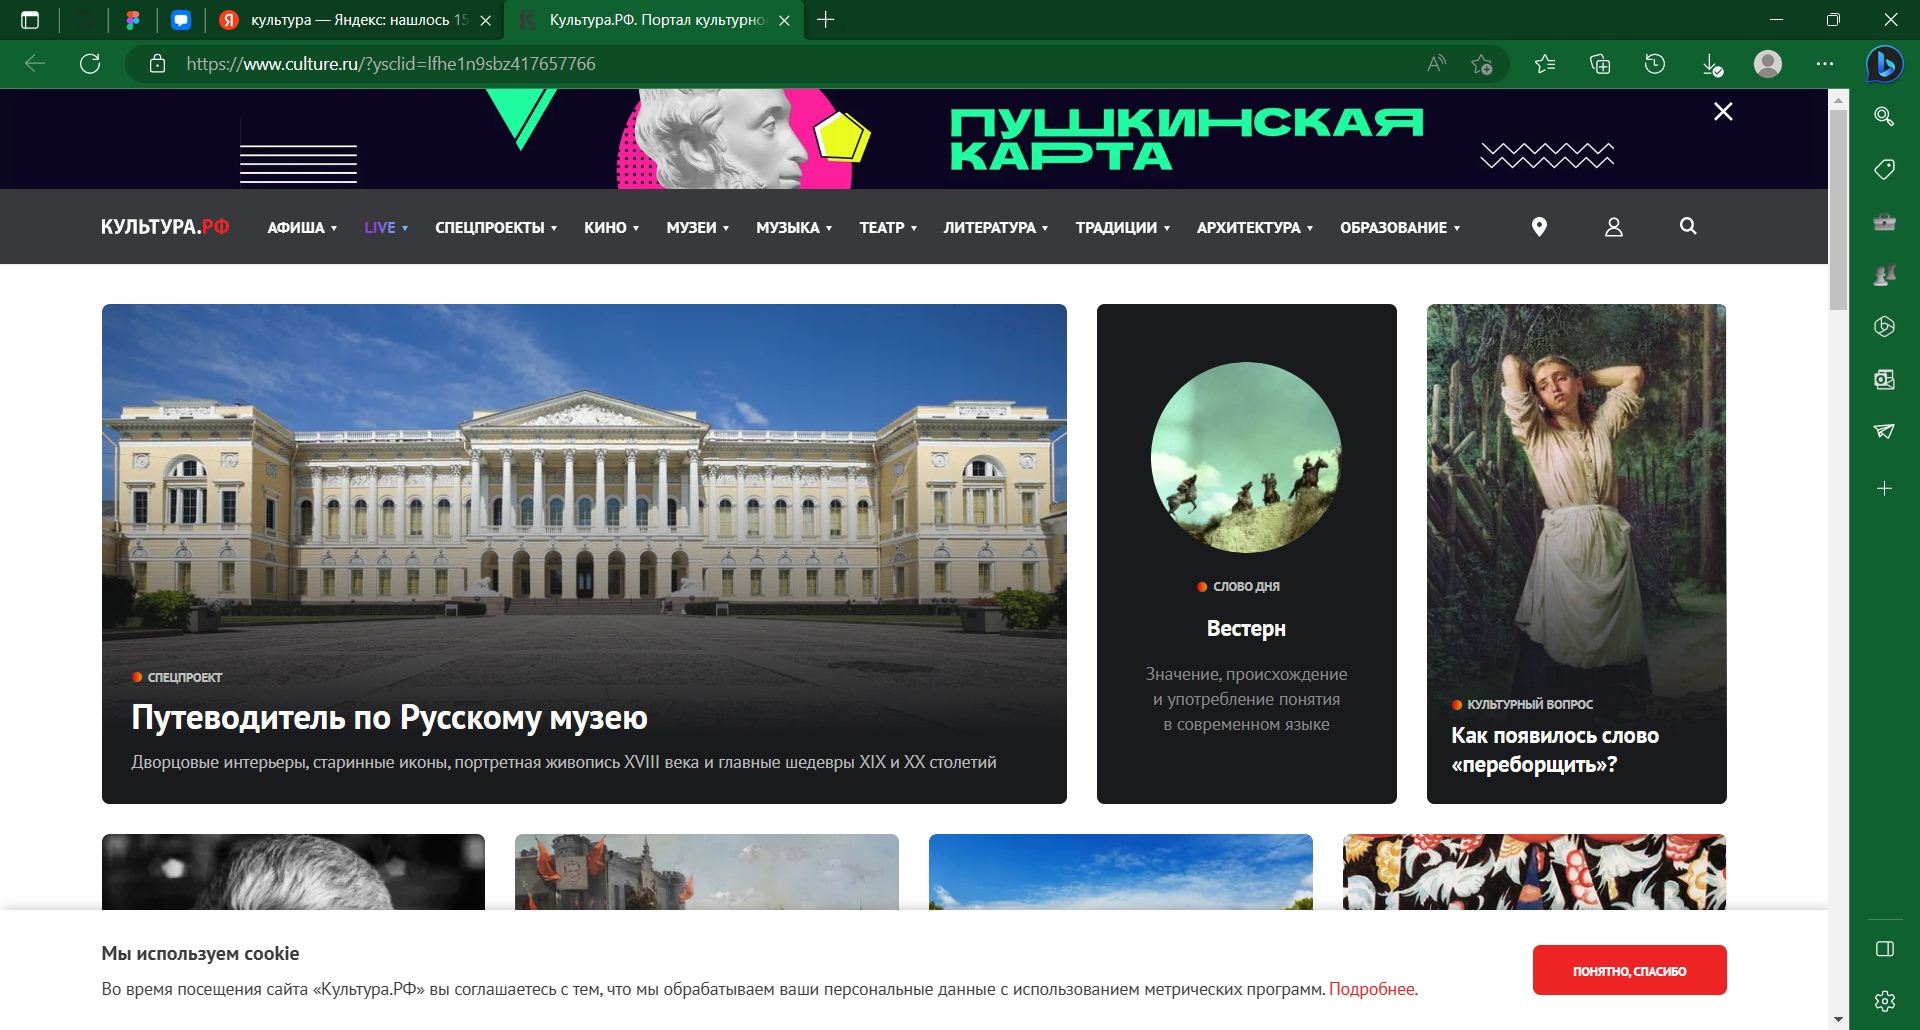 культура — Яндекс: нашлось 15
Культура.РФ. Портал культурно
https://www.culture.ru/?ysclid=lfhe1n9sbz417657766
ПУШКИНСКАЯ
КАРТА
КУЛЬТУРА.РФ
АФИША
LIVE
СПЕЦПРОЕКТЫ
КИНО
МУЗЕИ
МУЗЫКА
ТЕАТР
ЛИТЕРАТУРА
ТРАДИЦИИ
АРХИТЕКТУРА
ОБРАЗОВАНИЕ
СПЕЦПРОЕКТ
Путеводитель по Русскому музею
Дворцовые интерьеры, старинные иконы, портретная живопись XVIII века и главные шедевры XIX и XX столетий
СЛОВО ДНЯ
Вестерн
Значение, происхождение
и употребление понятия
в современном языке
КУЛЬТУРНЫЙ ВОПРОС
Как появилось слово
«переборщить»?
Мы используем cookie
Во время посещения сайта «Культура.РФ» вы соглашаетесь с тем, что мы обрабатываем ваши персональные данные с использованием метрических программ. Подробнее.
ПОНЯТНО, СПАСИБО